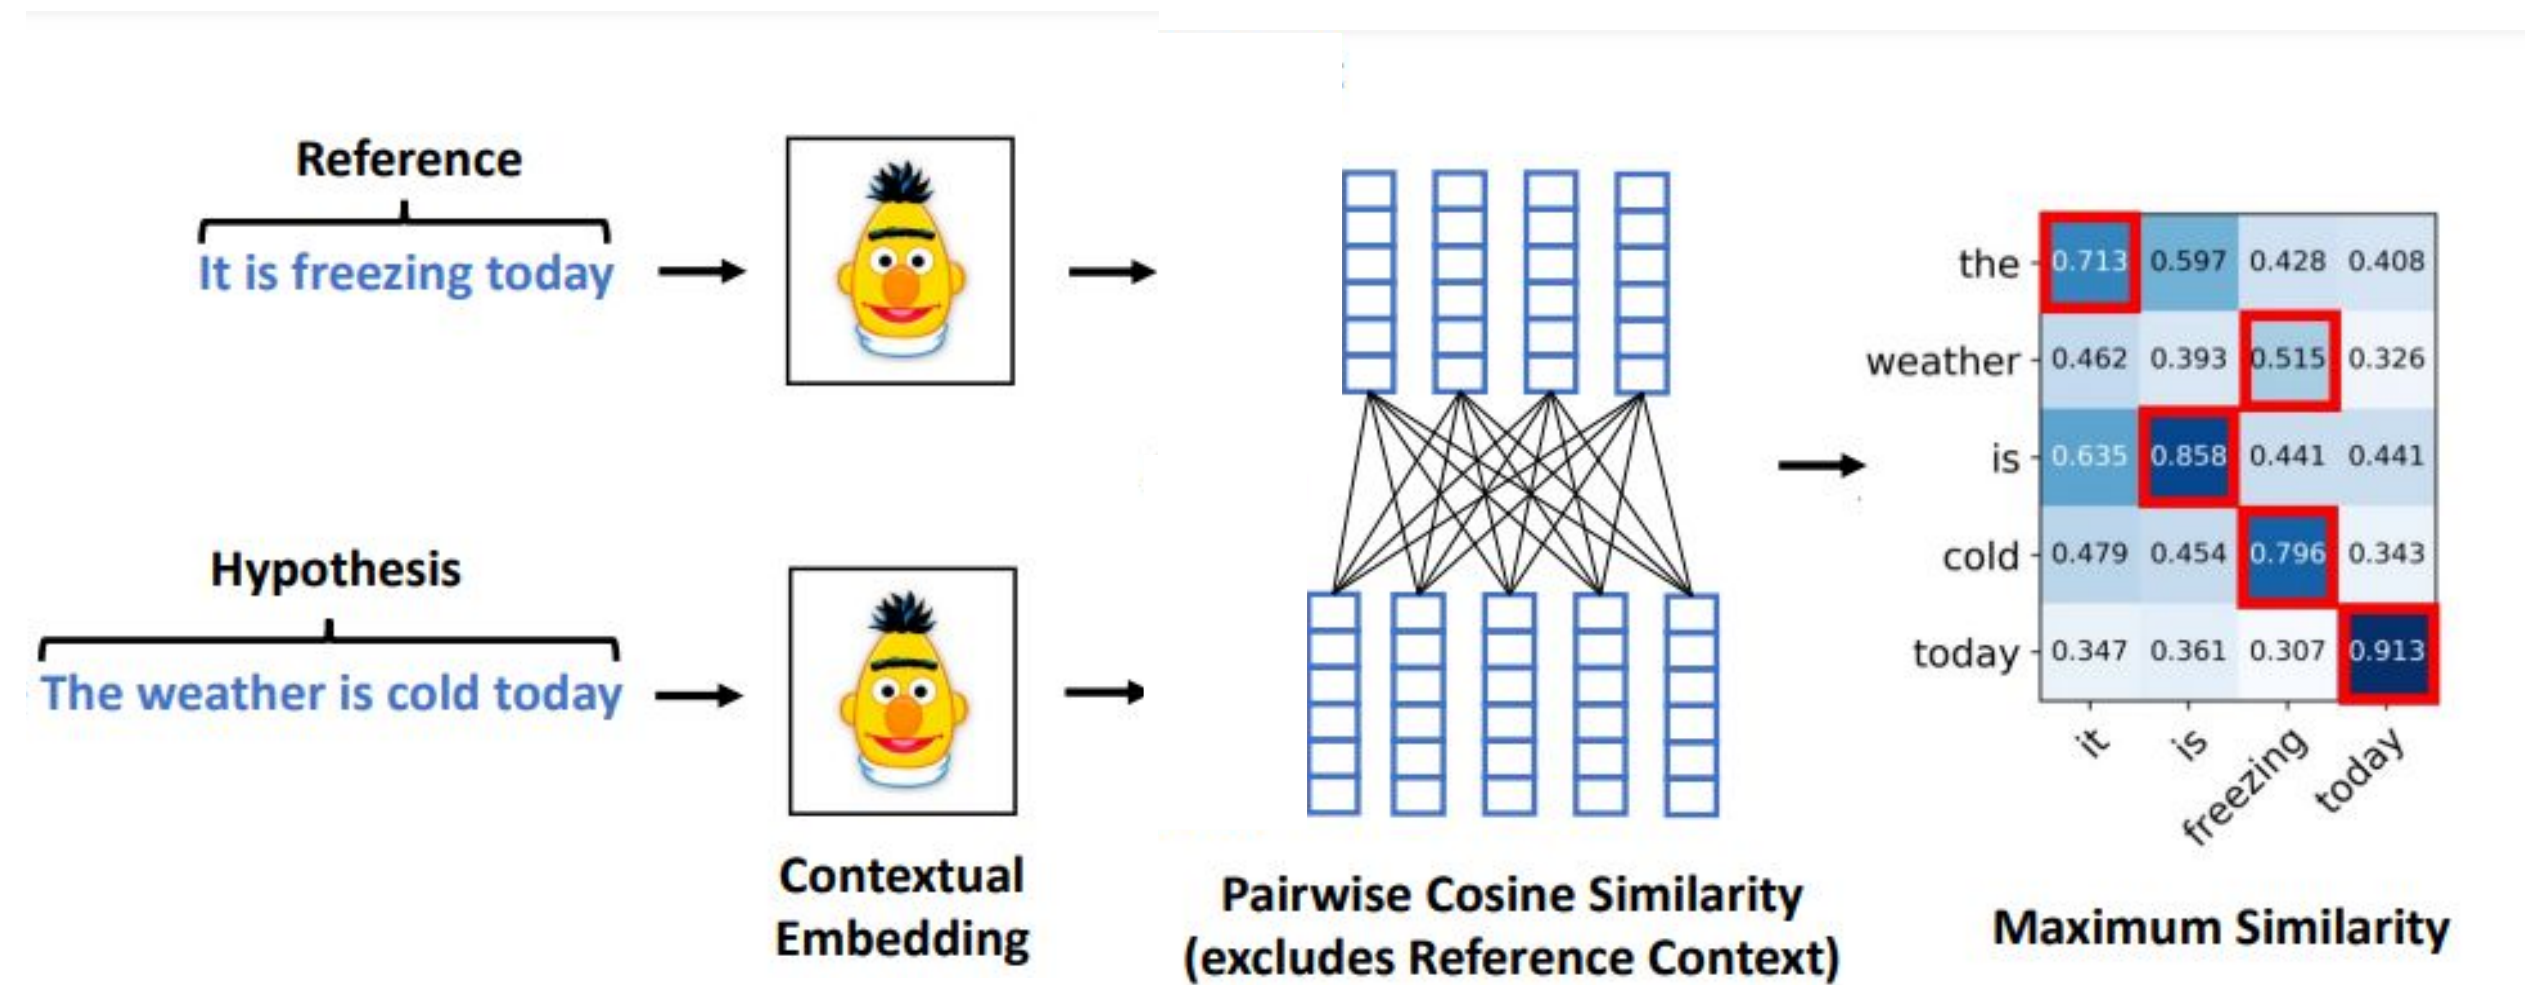 Reference
It is freezing today
Hypothesis
The weather is cold today
Contextual
Embedding
Pairwise Cosine Similarity
(excludes Reference Context)
the 0.713 0.597 0.428 0.408
weather 0.462 0.393 0.515 0.326
is 0.635 0.858 0.441 0.441
cold 0.479 0.454 0.796 0.343
today 0.347 0.361 0.307 0.913
it is freezing today
Maximum Similarity